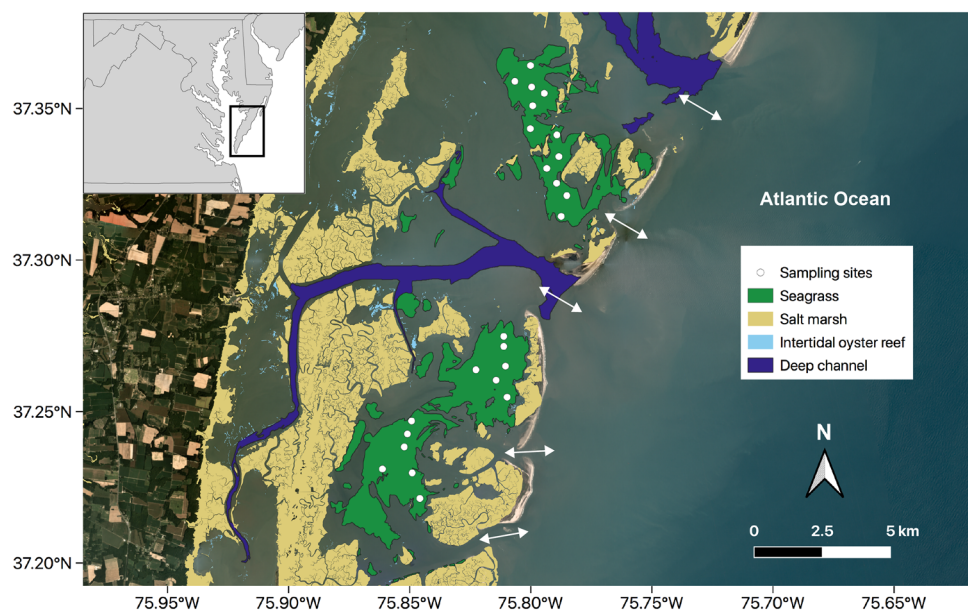 37.35°N
37.30°N
37.25°N
37.20°N
Atlantic Ocean
Sampling sites
Seagrass
Salt marsh
Intertidal oyster reef
Deep channel
N
0 2.5 5 km
75.95°W 75.90°W 75.85°W 75.80°W 75.75°W 75.70°W 75.65°W